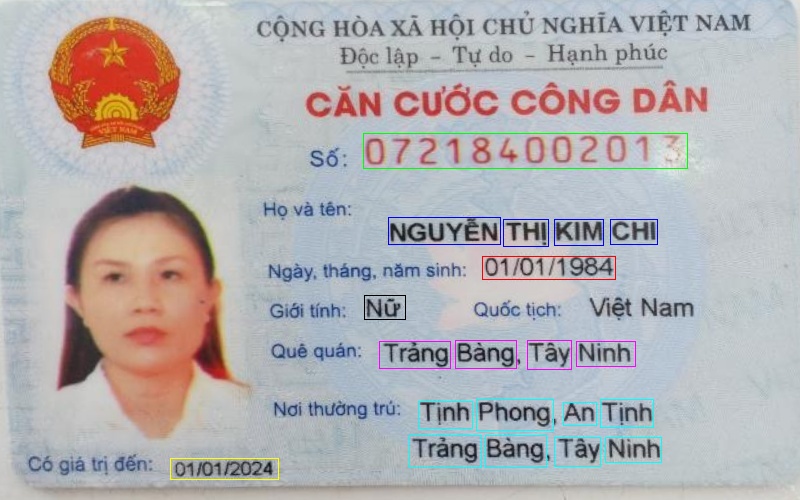 CỘNG HÒA XÃ HỘI CHỦ NGHĨA VIỆT NAM
Độc lập - Tự do - Hạnh phúc
CĂN CƯỚC CÔNG DÂN
Số: 072184002013
Họ và tên:
NGUYỄN THỊ KIM CHI
Ngày, tháng, năm sinh: 01/01/1984
Giới tính: Nữ Quốc tịch: Việt Nam
Quê quán: Trảng Bàng, Tây Ninh
Nơi thường trú: Tịnh Phong, An Tịnh
Trảng Bàng, Tây Ninh
Có giá trị đến: 01/01/2024
VIỆT NAM